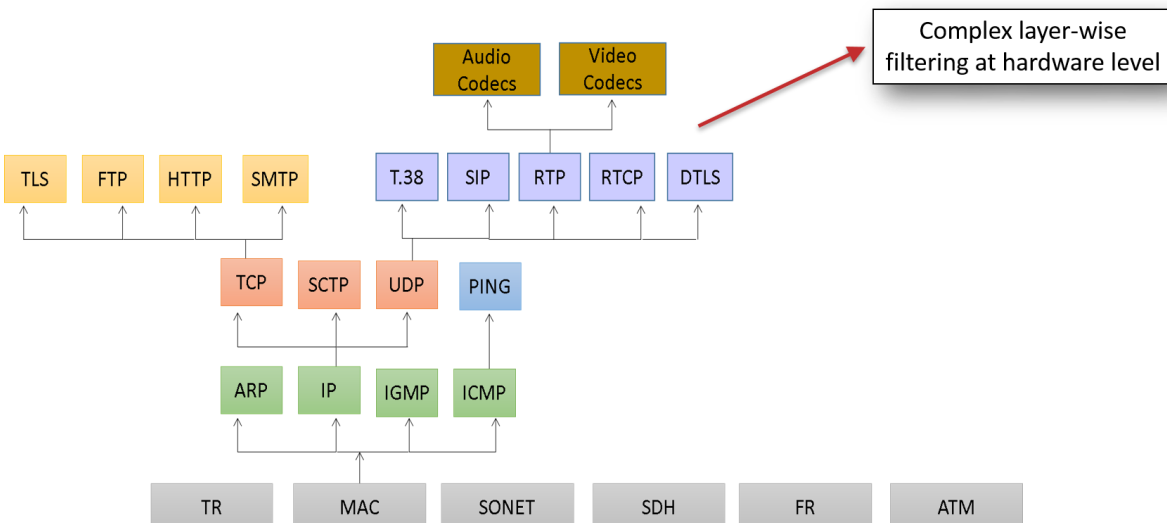 Complex layer-wise
filtering at hardware level
Audio
Codecs
Video
Codecs
TLS
FTP
HTTP
SMTP
T.38
SIP
RTP
RTCP
DTLS
TCP
SCTP
UDP
PING
ARP
IP
IGMP
ICMP
TR
MAC
SONET
SDH
FR
ATM